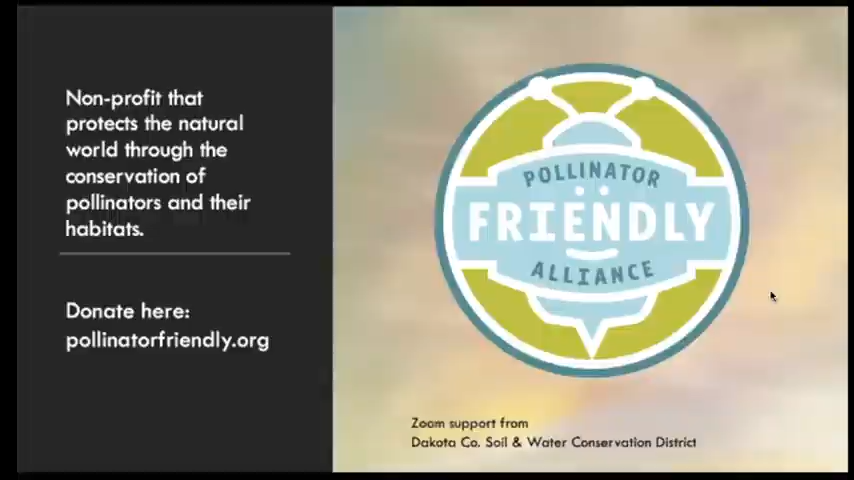 Non-profit that
protects the natural
world through the
conservation of
pollinators and their
habitats.
Donate here:
pollinatorfriendly.org
POLLINATOR
FRIENDLY
ALLIANCE
Zoom support from
Dakota Co. Soil & Water Conservation District